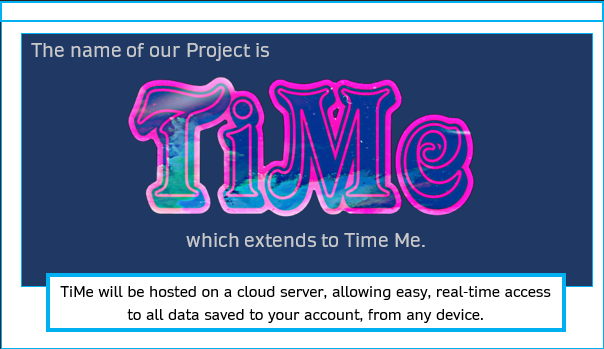 The name of our Project is
TiMe
which extends to Time Me.
TiMe will be hosted on a cloud server, allowing easy, real-time access
to all data saved to your account, from any device.